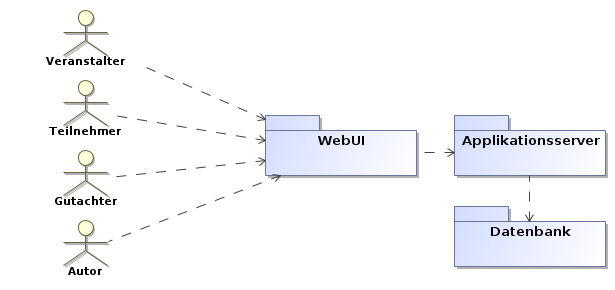 Veranstalter
Teilnehmer
Gutachter
Autor
WebUI
Applikationsserver
Datenbank